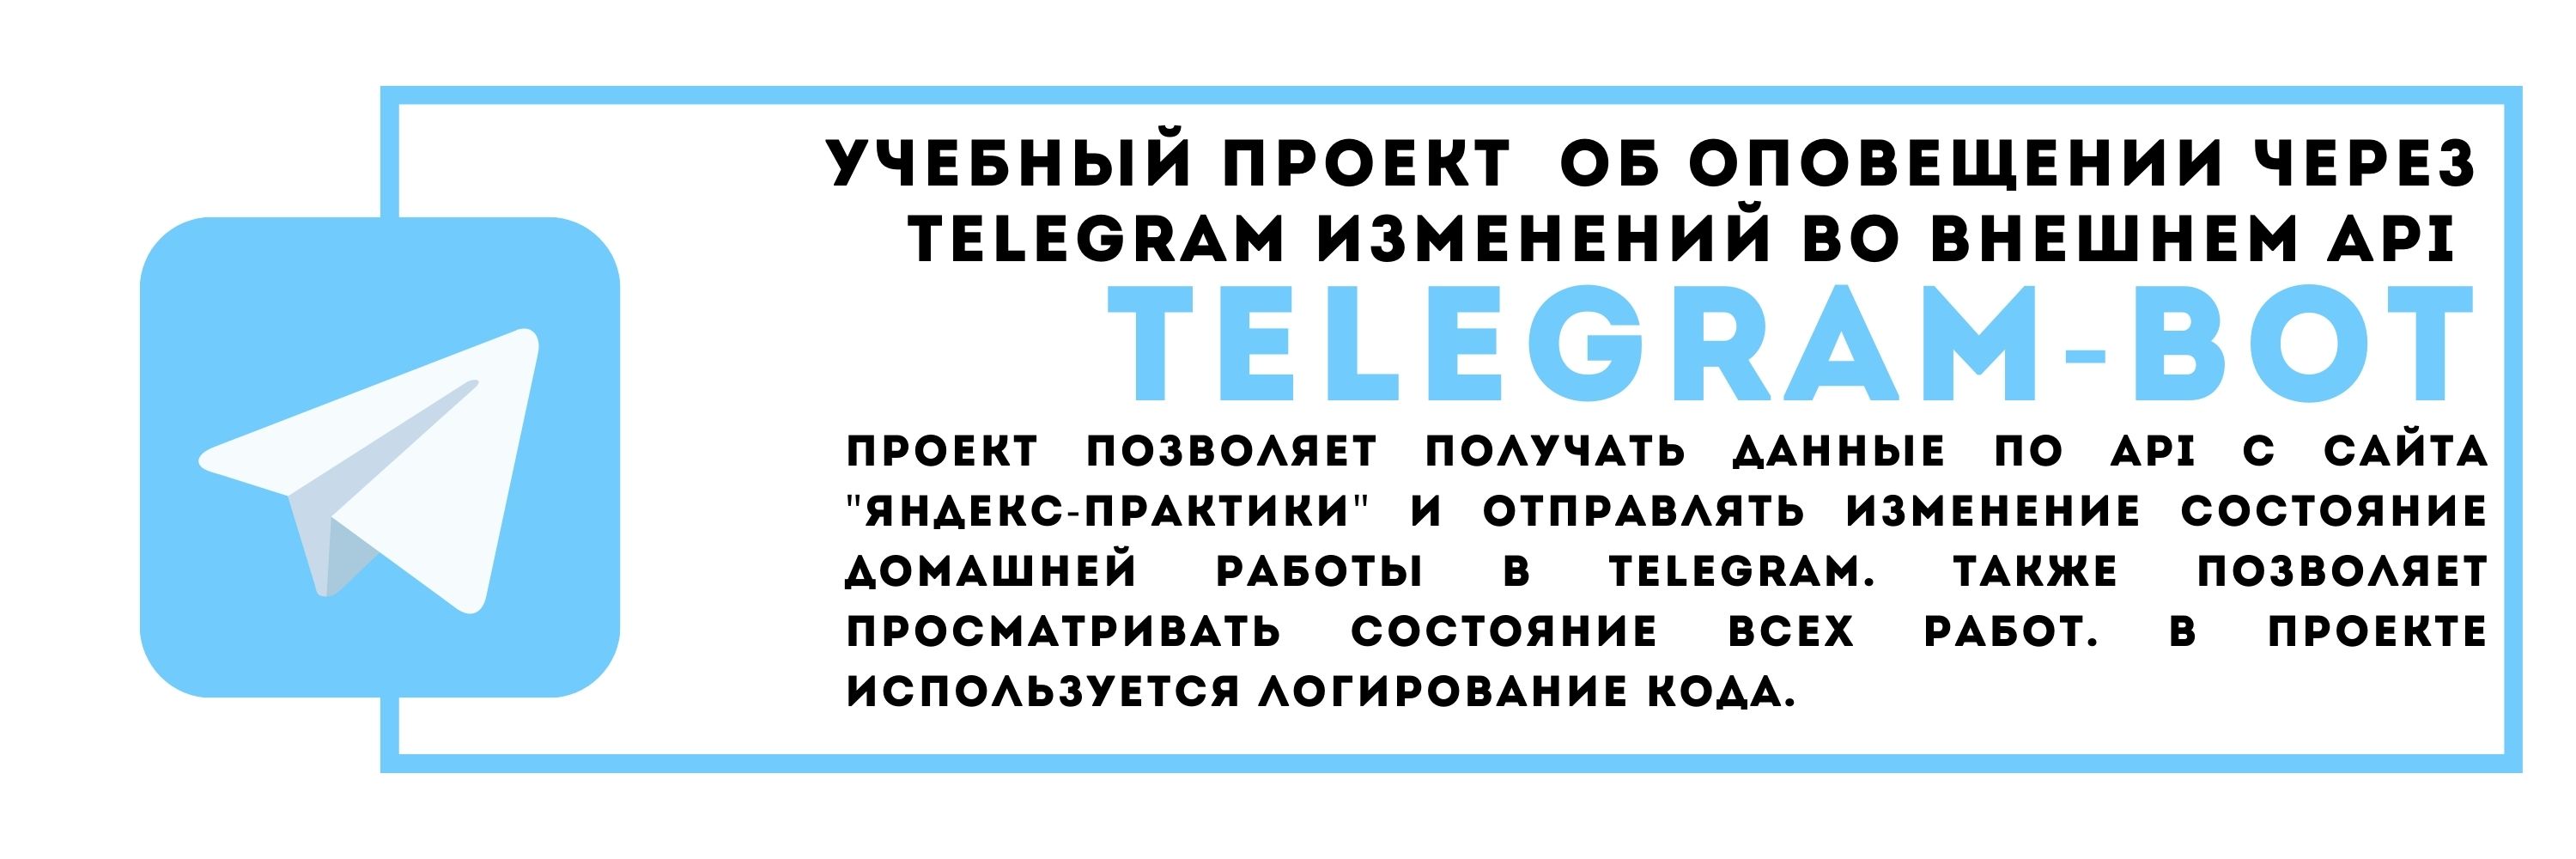 УЧЕБНЫЙ ПРОЕКТ ОБ ОПОВЕЩЕНИИ ЧЕРЕЗ
TELEGRAM ИЗМЕНЕНИЙ ВО ВНЕШНЕМ API
TELEGRAM-BOT
ПРОЕКТ ПОЗВОЛЯЕТ ПОЛУЧАТЬ ДАННЫЕ ПО API С САЙТА
"ЯНДЕКС-ПРАКТИКИ" И ОТПРАВЛЯТЬ ИЗМЕНЕНИЕ СОСТОЯНИЕ
ДОМАШНЕЙ РАБОТЫ В TELEGRAM. ТАКЖЕ ПОЗВОЛЯЕТ
ПРОСМАТРИВАТЬ СОСТОЯНИЕ ВСЕХ РАБОТ. В ПРОЕКТЕ
ИСПОЛЬЗУЕТСЯ ЛОГИРОВАНИЕ КОДА.